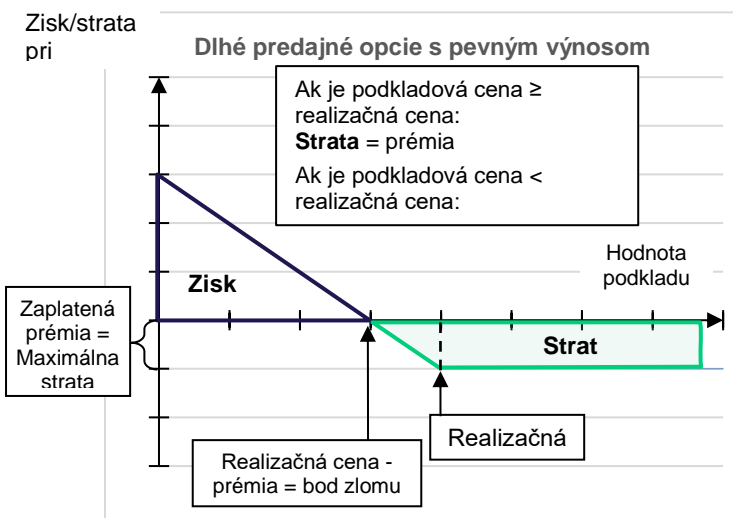 Zisk/strata
pri
Dlhé predajné opcie s pevným výnosom
Ak je podkladová cena ≥
realizačná cena:
Strata = prémia
Ak je podkladová cena <
realizačná cena:
Hodnota
podkladu
Zisk
Zaplatená
prémia =
Maximálna
strata
Strat
Realizačná
Realizačná cena -
prémia = bod zlomu